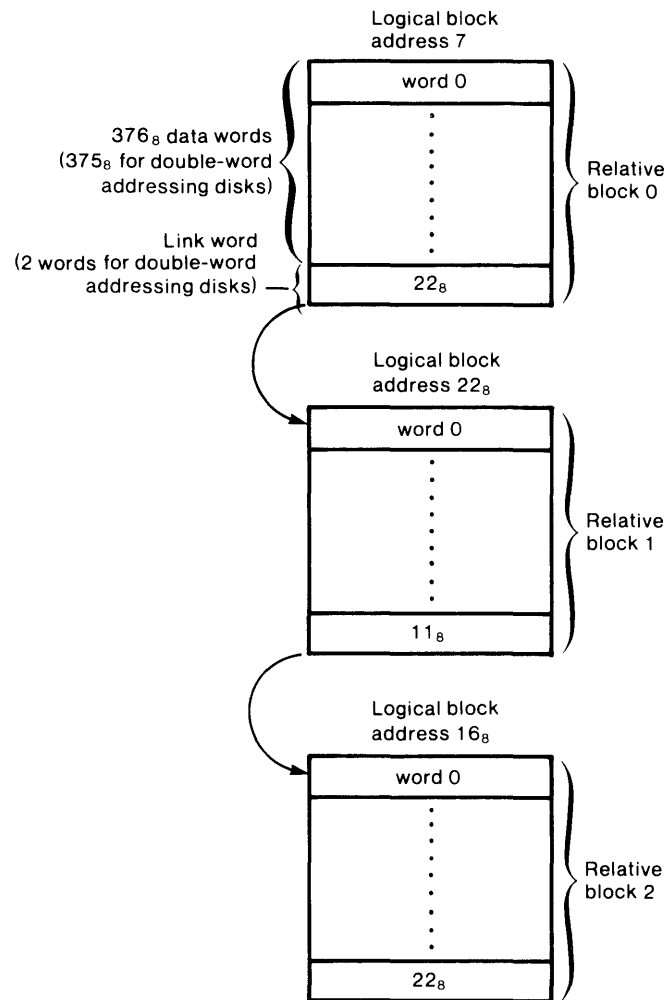 Logical block
address 7
word 0
376₈ data words
(375₈ for double-word
addressing disks)
Relative
block 0
Link word
(2 words for double-word
addressing disks)
22₈
Logical block
address 22₈
word 0
Relative
block 1
11₈
Logical block
address 16₈
word 0
Relative
block 2
22₈